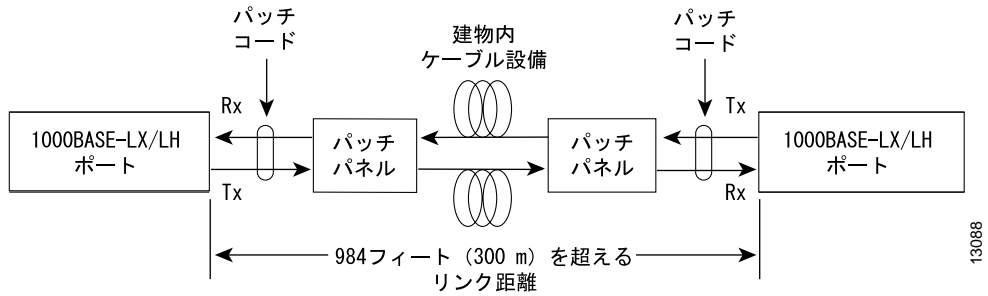 パッチ
コード
建物内
ケーブル設備
パッチ
コード
Rx
Tx
1000BASE-LX/LH
ポート
パッチ
パネル
パッチ
パネル
1000BASE-LX/LH
ポート
Tx
Rx
984フィート（300 m）を超える
リンク距離
13088